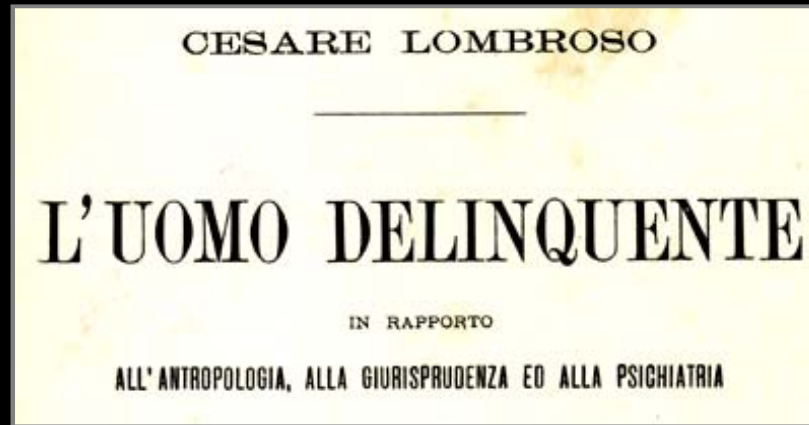 CESARE LOMBROSO
L'UOMO DELINQUENTE
IN RAPPORTO
ALL'ANTROPOLOGIA, ALLA GIURISPRUDENZA ED ALLA PSICHIATRIA